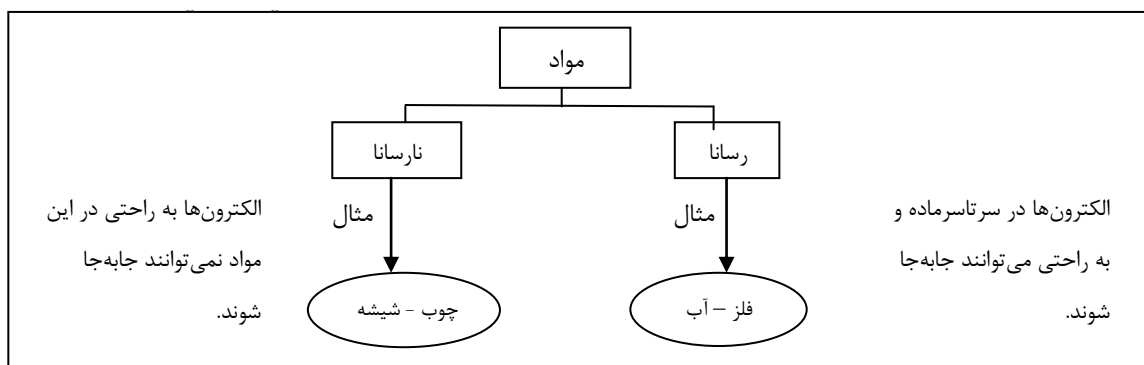 مواد
رسانا
نارسانا
مثال
مثال
الکترون‌ها در سرتاسرماده و
به راحتی می‌توانند جابه‌جا
شوند.
الکترون‌ها به راحتی در این
مواد نمی‌توانند جابه‌جا
شوند.
فلز – آب
چوب - شیشه